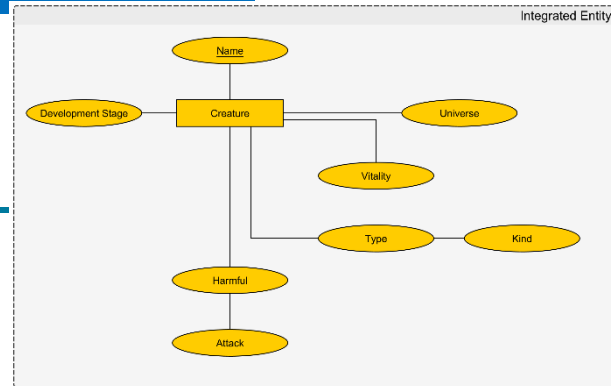 Integrated Entity
Name
Development Stage
Creature
Universe
Vitality
Type
Kind
Harmful
Attack